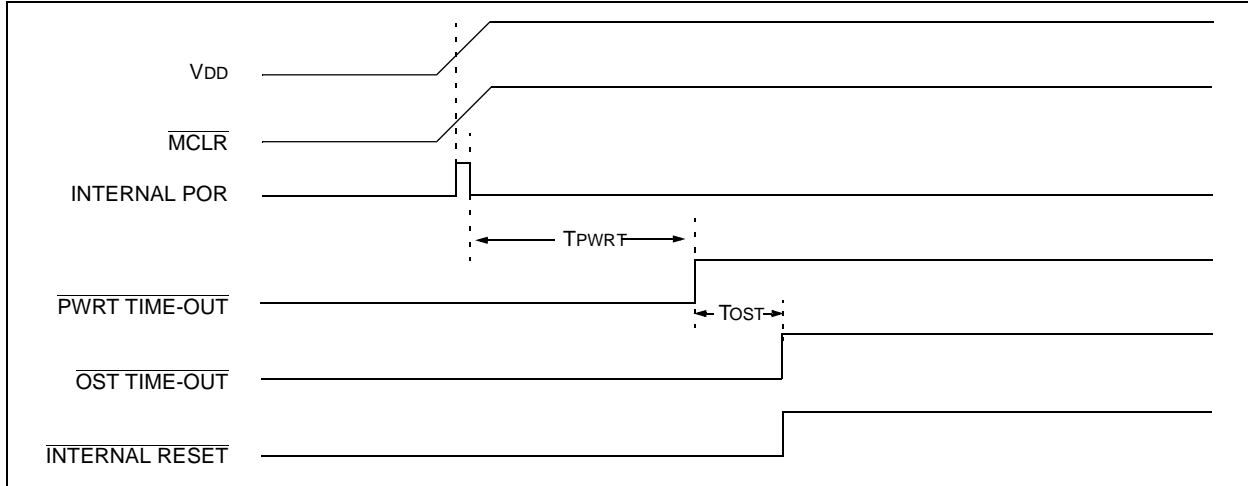 VDD
MCLR
INTERNAL POR
TPWRT
PWRT TIME-OUT
TOST
OST TIME-OUT
INTERNAL RESET